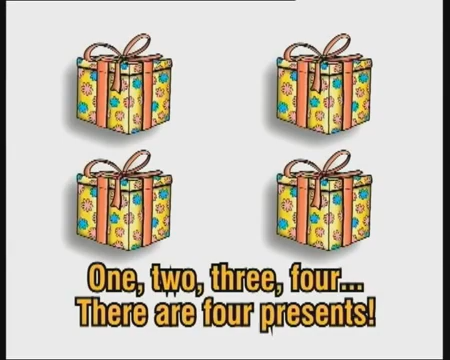 One, two, three, four...
There are four presents!